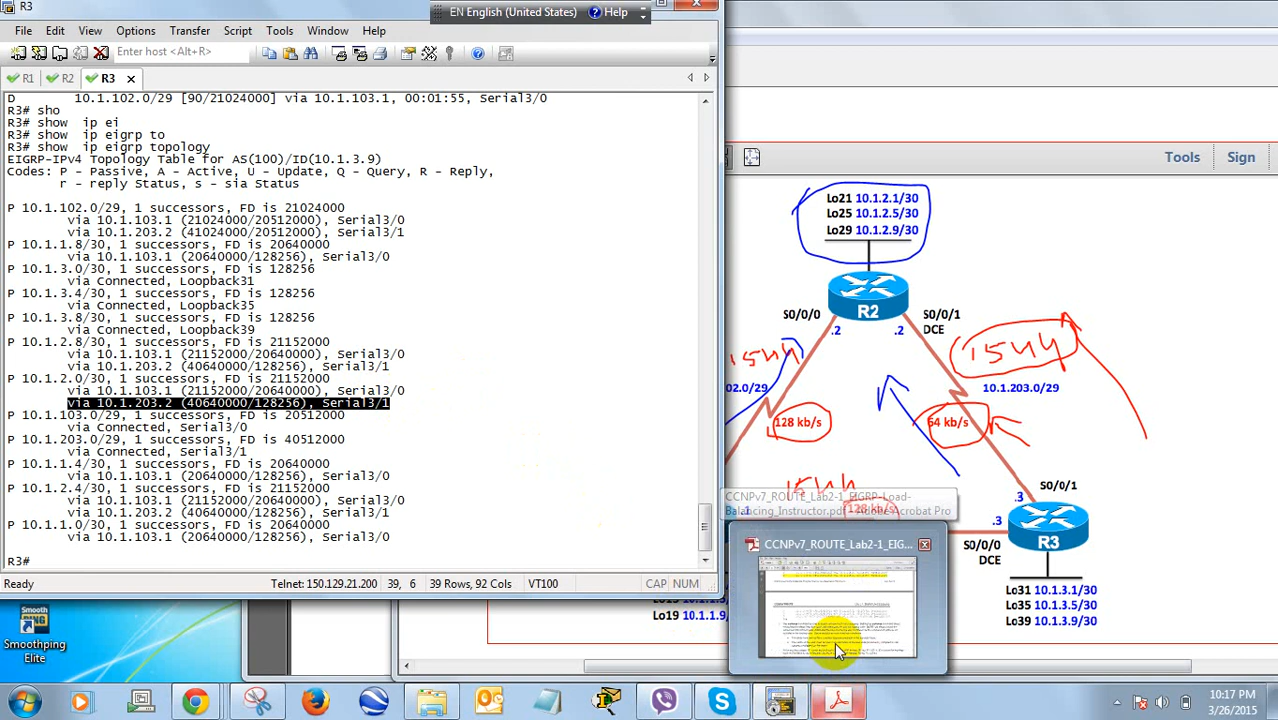 R3
EN English (United States)
Help
File Edit View Options Transfer Script Tools Window Help
Enter host <Alt+R>
R1 R2 R3
D 10.1.102.0/29 [90/21024000] via 10.1.103.1, 00:01:55, Serial3/0
R3# sho
R3# show ip ei
R3# show ip eigrp to
R3# show ip eigrp topology
EIGRP-IPv4 Topology Table for AS(100)/ID(10.1.3.9)
Codes: P - Passive, A - Active, U - Update, Q - Query, R - Reply,
r - reply Status, s - sia Status
P 10.1.102.0/29, 1 successors, FD is 21024000
via 10.1.103.1 (21024000/20512000), Serial3/0
via 10.1.203.2 (41024000/20512000), Serial3/1
P 10.1.1.8/30, 1 successors, FD is 20640000
via 10.1.103.1 (20640000/128256), Serial3/0
P 10.1.3.0/30, 1 successors, FD is 128256
via Connected, Loopback31
P 10.1.3.4/30, 1 successors, FD is 128256
via Connected, Loopback35
P 10.1.3.8/30, 1 successors, FD is 128256
via Connected, Loopback39
P 10.1.2.8/30, 1 successors, FD is 21152000
via 10.1.103.1 (21152000/20640000), Serial3/0
via 10.1.203.2 (40640000/128256), Serial3/1
P 10.1.2.0/30, 1 successors, FD is 21152000
via 10.1.103.1 (21152000/20640000), Serial3/0
via 10.1.203.2 (40640000/128256), Serial3/1
P 10.1.103.0/29, 1 successors, FD is 20512000
via Connected, Serial3/0
P 10.1.203.0/29, 1 successors, FD is 40512000
via Connected, Serial3/1
P 10.1.1.4/30, 1 successors, FD is 20640000
via 10.1.103.1 (20640000/128256), Serial3/0
P 10.1.2.4/30, 1 successors, FD is 21152000
via 10.1.103.1 (21152000/20640000), Serial3/0
via 10.1.203.2 (40640000/128256), Serial3/1
P 10.1.1.0/30, 1 successors, FD is 20640000
via 10.1.103.1 (20640000/128256), Serial3/0
R3#
Ready Telnet:150.129.21.200 39, 6 39 Rows, 92 Cols VT100 CAP NUM
Tools Sign
Lo21 10.1.2.1/30
Lo25 10.1.2.5/30
Lo29 10.1.2.9/30
R2
S0/0/0
.2
.2
S0/0/1
DCE
1544
1544
02.0/29
10.1.203.0/29
128 kb/s
64 kb/s
1544
128 kb/s
S0/0/1
.3
.3
S0/0/0
DCE
R3
Lo31 10.1.3.1/30
Lo35 10.1.3.5/30
Lo39 10.1.3.9/30
.1
Lo19 10.1.1.9/
CCNPv7_ROUTE_Lab2-1_EIGRP-Load-
Balancing_Instructor.pdf - Adobe Acrobat Pro
CCNPv7_ROUTE_Lab2-1_EIG...
Smoothping
Elite
10:17 PM
3/26/2015